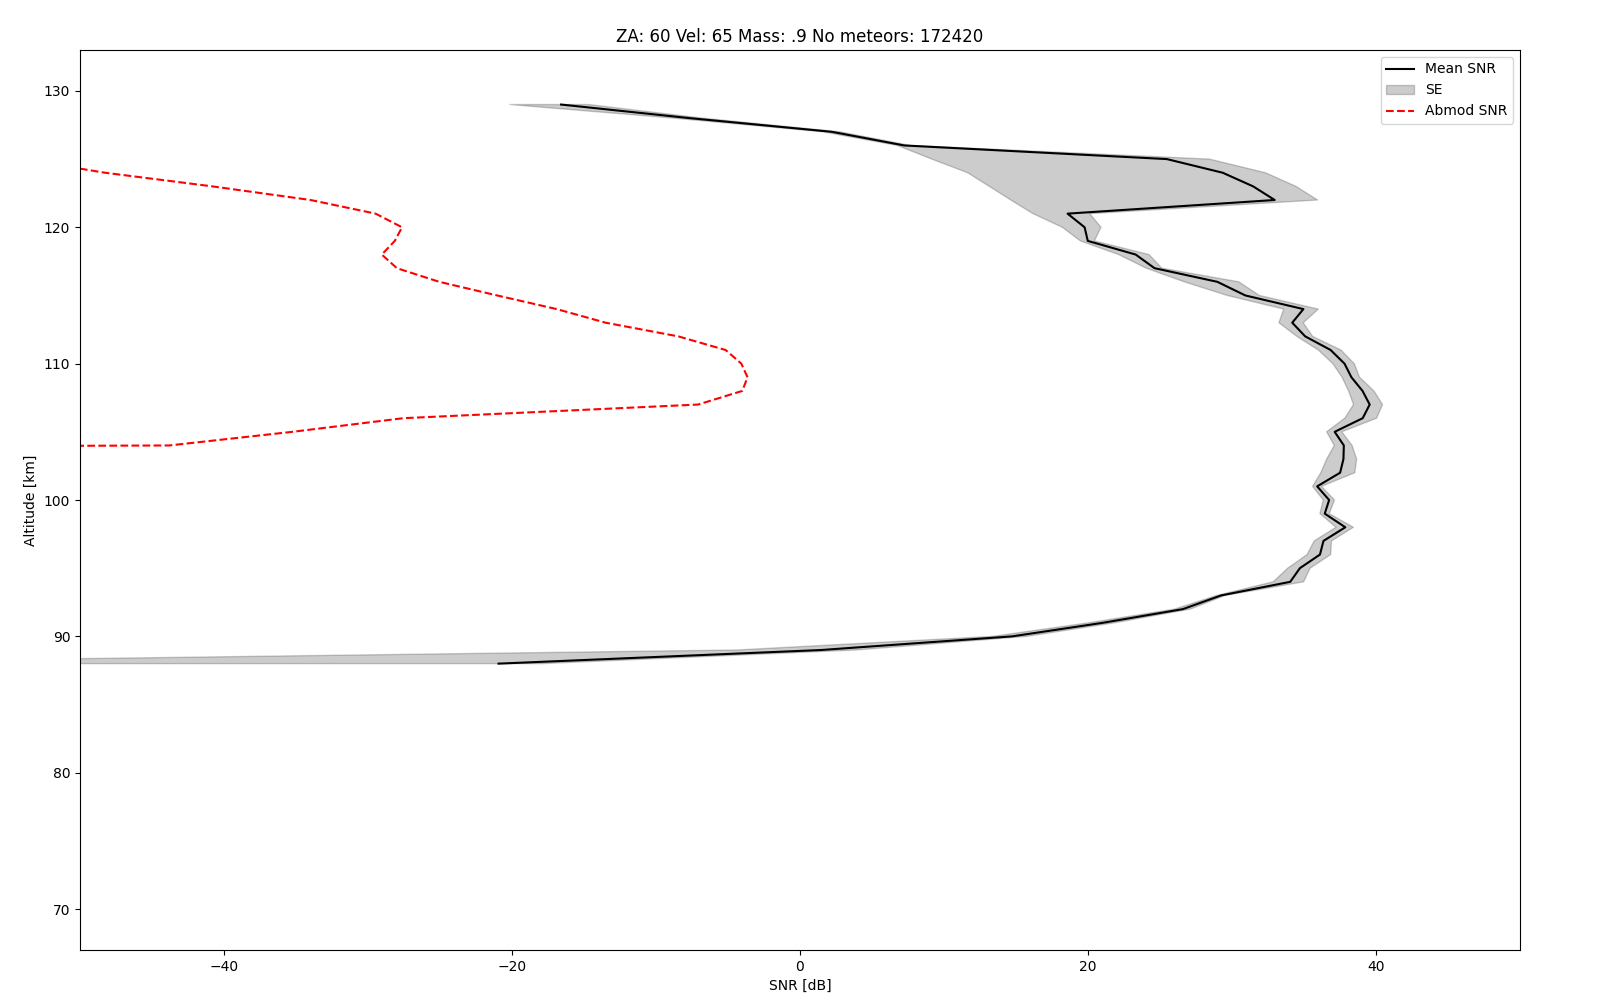 ZA: 60 Vel: 65 Mass: .9 No meteors: 172420
Mean SNR
SE
Abmod SNR
130
120
110
100
90
80
70
Altitude [km]
−40
−20
0
20
40
SNR [dB]